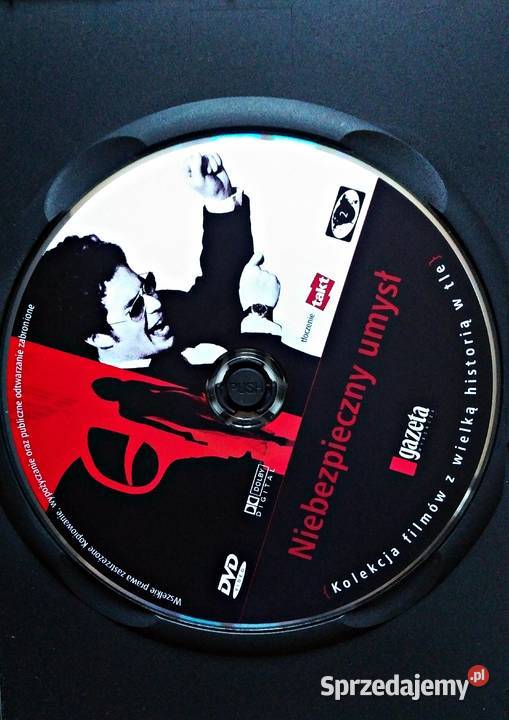 Niebezpieczny umysł
{Kolekcja filmów z wielką historią w tle}
gazeta
tłoczenie
takt
2
DOLBY
DIGITAL
DVD
VIDEO
PUSH
Wszelkie prawa zastrzeżone Kopiowanie, wypożyczanie oraz publiczne odtwarzanie zabronione
Sprzedajemy.pl